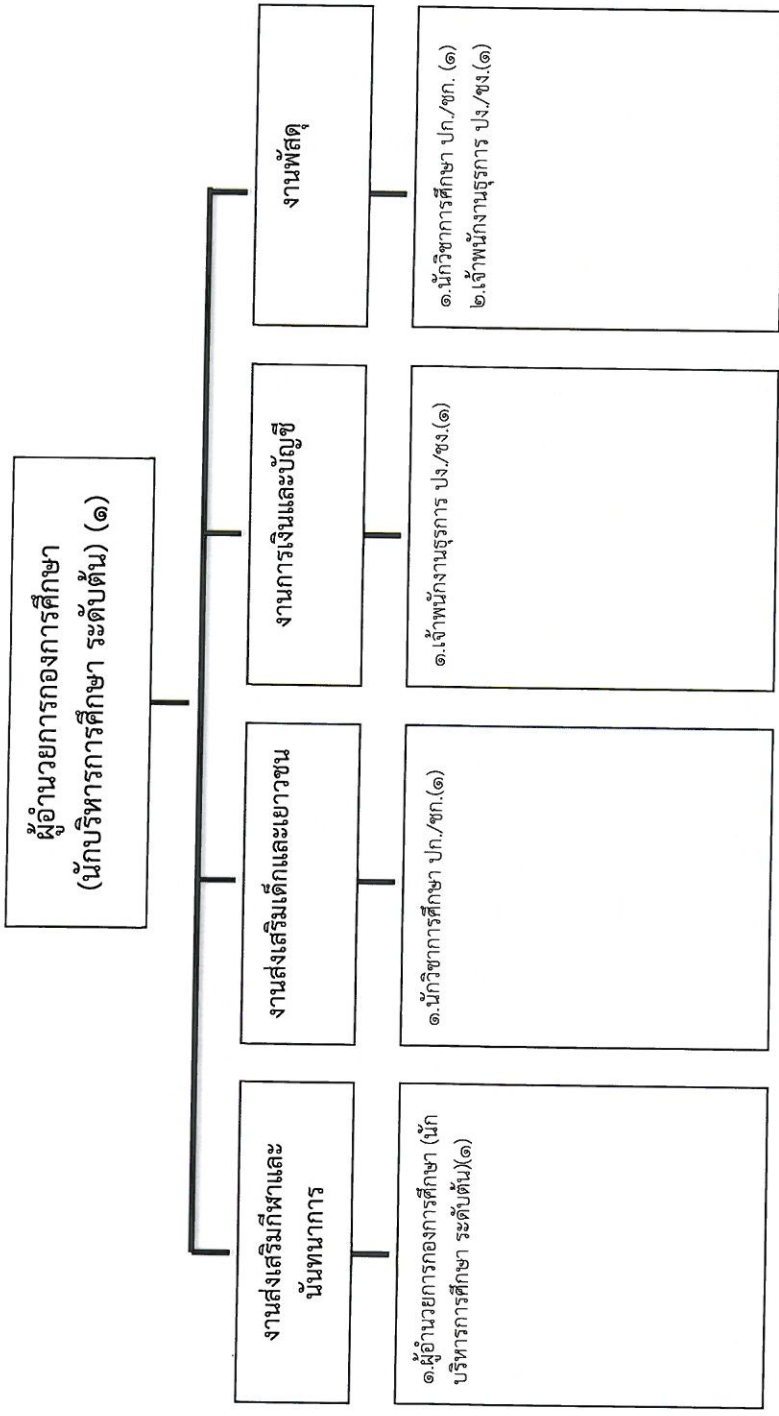 ผู้อำนวยการกองการศึกษา
(นักบริหารการศึกษา ระดับต้น) (๑)
งานส่งเสริมกีฬาและ
นันทนาการ
๑.ผู้อำนวยการกองการศึกษา (นัก
บริหารการศึกษา ระดับต้น)(๑)
งานส่งเสริมเด็กและเยาวชน
๑.นักวิชาการศึกษา ปก./ชก.(๑)
งานการเงินและบัญชี
๑.เจ้าพนักงานธุรการ ปง./ชง.(๑)
งานพัสดุ
๑.นักวิชาการศึกษา ปก./ชก. (๑)
๒.เจ้าพนักงานธุรการ ปง./ชง.(๑)